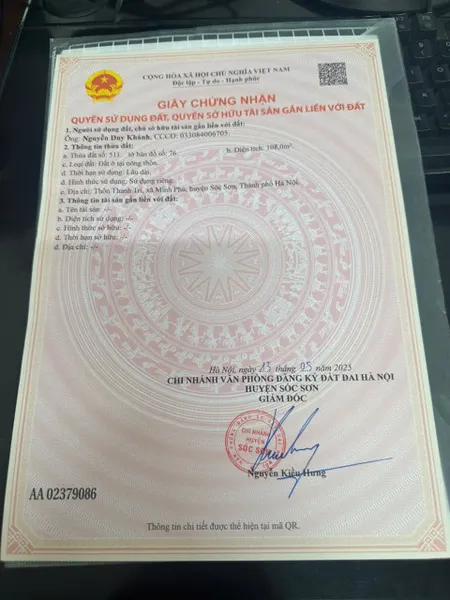 CỘNG HÒA XÃ HỘI CHỦ NGHĨA VIỆT NAM
Độc lập - Tự do - Hạnh phúc
GIẤY CHỨNG NHẬN
QUYỀN SỬ DỤNG ĐẤT, QUYỀN SỞ HỮU TÀI SẢN GẮN LIỀN VỚI ĐẤT
1. Người sử dụng đất, chủ sở hữu tài sản gắn liền với đất:
Ông: Nguyễn Duy Khánh, CCCD: 033084006705.
2. Thông tin thửa đất:
a. Thửa đất số: 511. tờ bản đồ số: 26 b. Diện tích: 108,0m².
c. Loại đất: Đất ở tại nông thôn.
d. Thời hạn sử dụng: Lâu dài.
đ. Hình thức sử dụng: Sử dụng riêng.
e. Địa chỉ: Thôn Thanh Trí, xã Minh Phú, huyện Sóc Sơn, Thành phố Hà Nội.
3. Thông tin tài sản gắn liền với đất:
a. Tên tài sản: -/-
b. Diện tích sử dụng: -/-
c. Hình thức sở hữu: -/-
d. Thời hạn sở hữu: -/-
đ. Địa chỉ: -/-
Hà Nội, ngày 13 tháng 05 năm 2025
CHI NHÁNH VĂN PHÒNG ĐĂNG KÝ ĐẤT ĐAI HÀ NỘI
HUYỆN SÓC SƠN
GIÁM ĐỐC
CHI NHÁNH
HUYỆN
SÓC SƠN
Nguyễn Kiều Hưng
AA 02379086
Thông tin chi tiết được thể hiện tại mã QR.